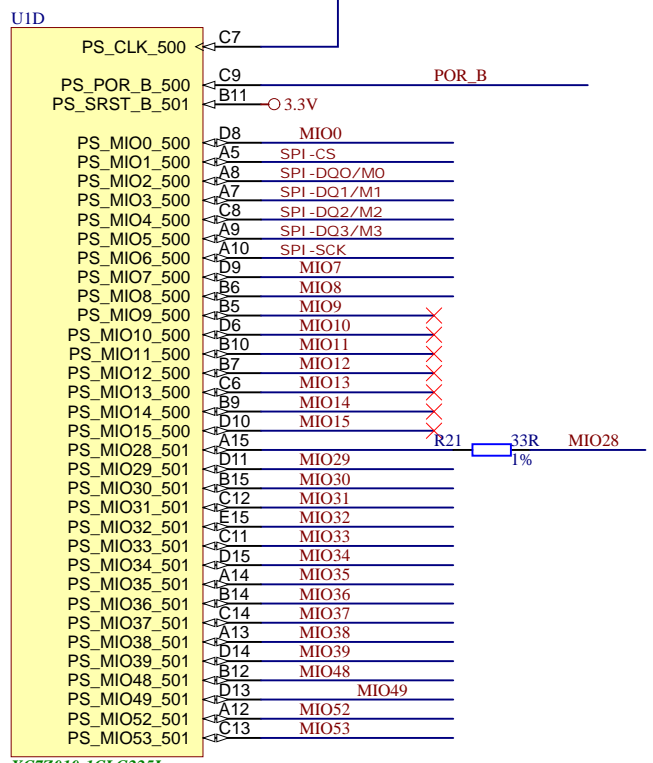 U1D
PS_CLK_500 C7
PS_POR_B_500 C9 POR_B
PS_SRST_B_501 B11 3.3V
PS_MIO0_500 D8 MIO0
PS_MIO1_500 A5 SPI-CS
PS_MIO2_500 A8 SPI-DQ0/M0
PS_MIO3_500 A7 SPI-DQ1/M1
PS_MIO4_500 C8 SPI-DQ2/M2
PS_MIO5_500 A9 SPI-DQ3/M3
PS_MIO6_500 A10 SPI-SCK
PS_MIO7_500 D9 MIO7
PS_MIO8_500 B6 MIO8
PS_MIO9_500 B5 MIO9
PS_MIO10_500 D6 MIO10
PS_MIO11_500 B10 MIO11
PS_MIO12_500 B7 MIO12
PS_MIO13_500 C6 MIO13
PS_MIO14_500 B9 MIO14
PS_MIO15_500 D10 MIO15
PS_MIO28_501 A15 R21 33R MIO28
1%
PS_MIO29_501 D11 MIO29
PS_MIO30_501 B15 MIO30
PS_MIO31_501 C12 MIO31
PS_MIO32_501 E15 MIO32
PS_MIO33_501 C11 MIO33
PS_MIO34_501 D15 MIO34
PS_MIO35_501 A14 MIO35
PS_MIO36_501 B14 MIO36
PS_MIO37_501 C14 MIO37
PS_MIO38_501 A13 MIO38
PS_MIO39_501 D14 MIO39
PS_MIO48_501 B12 MIO48
PS_MIO49_501 D13 MIO49
PS_MIO52_501 A12 MIO52
PS_MIO53_501 C13 MIO53